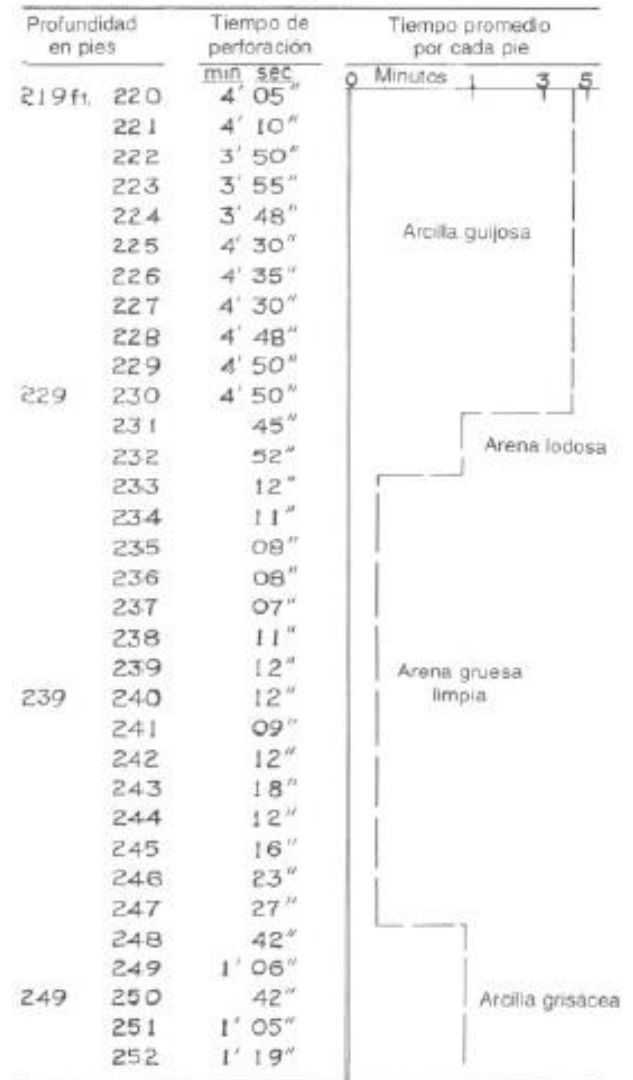 Profundidad Tiempo de Tiempo promedio
en pies perforación por cada pie
min sec 0 Minutos 1 3 5
219 ft. 220 4' 05"
221 4' 10"
222 3' 50"
223 3' 55"
224 3' 48"
225 4' 30" Arcilla guijosa
226 4' 35"
227 4' 30"
228 4' 48"
229 4' 50"
229 230 4' 50"
231 45" Arena lodosa
232 52"
233 12"
234 11"
235 08"
236 08"
237 07"
238 11"
239 12" Arena gruesa
239 240 12" limpia
241 09"
242 12"
243 18"
244 12"
245 16"
246 23"
247 27"
248 42"
249 1' 06"
249 250 42" Arcilla grisácea
251 1' 05"
252 1' 19"